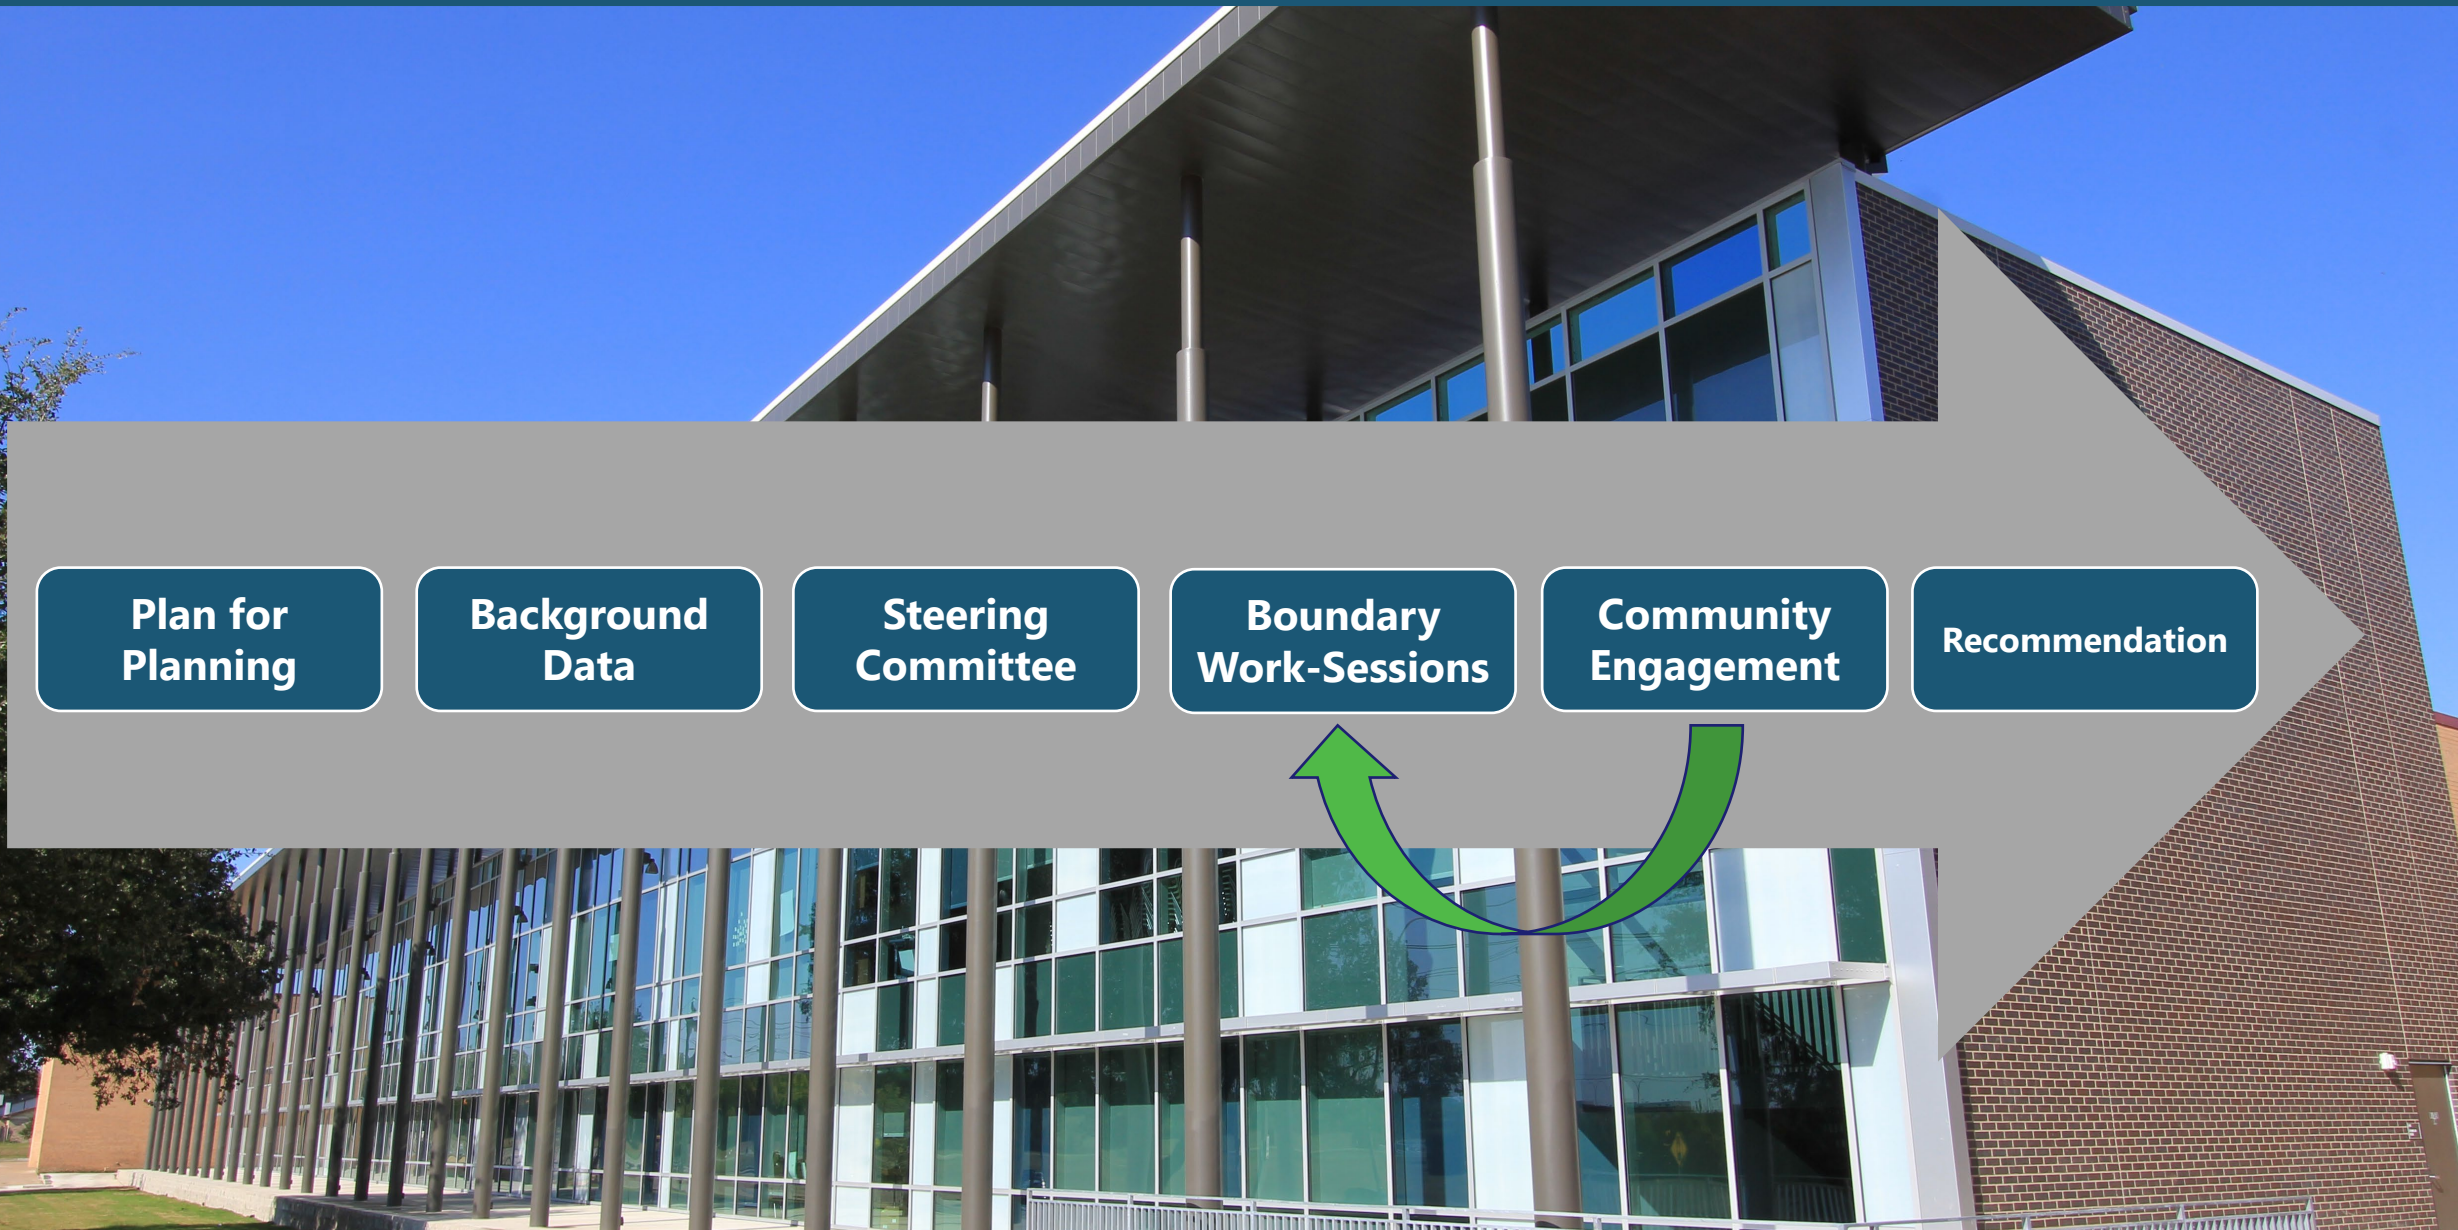 Plan for
Planning
Background
Data
Steering
Committee
Boundary
Work-Sessions
Community
Engagement
Recommendation